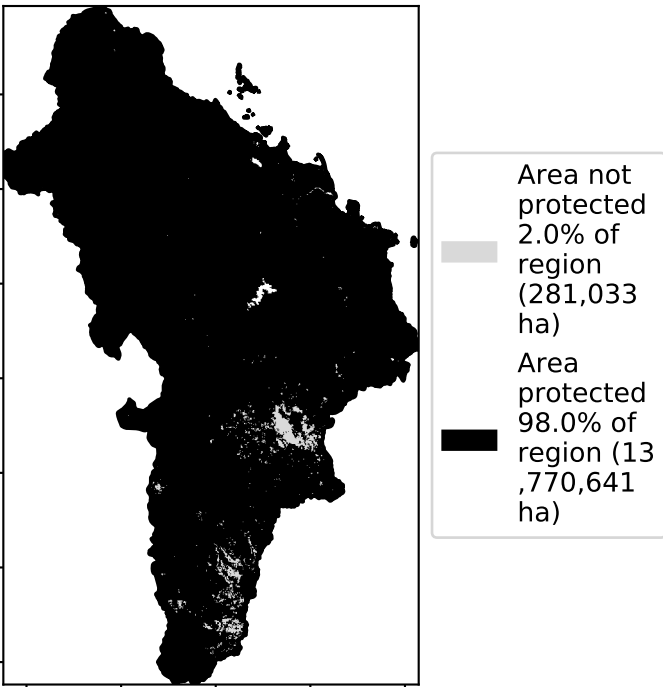 Area not
protected
2.0% of
region
(281,033
ha)
Area
protected
98.0% of
region (13
,770,641
ha)